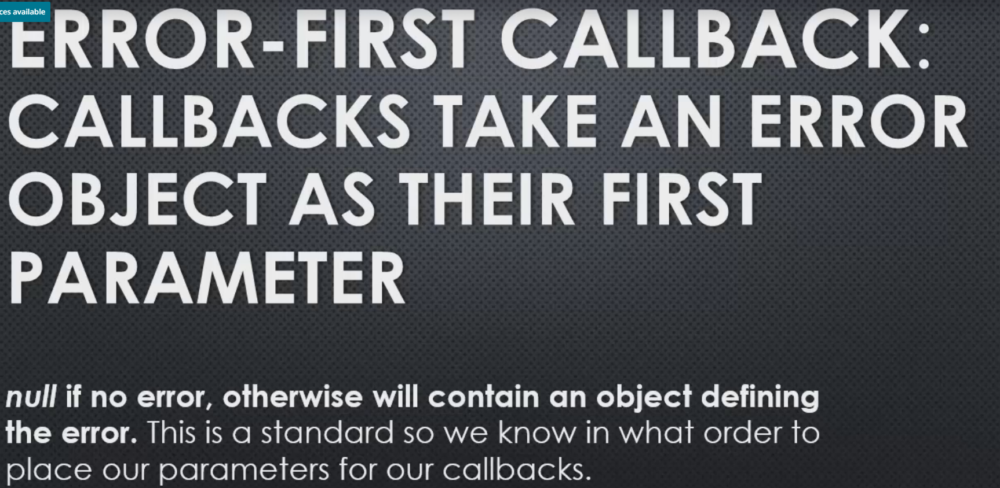 ces available
ERROR-FIRST CALLBACK:
CALLBACKS TAKE AN ERROR
OBJECT AS THEIR FIRST
PARAMETER
null if no error, otherwise will contain an object defining
the error. This is a standard so we know in what order to
place our parameters for our callbacks.